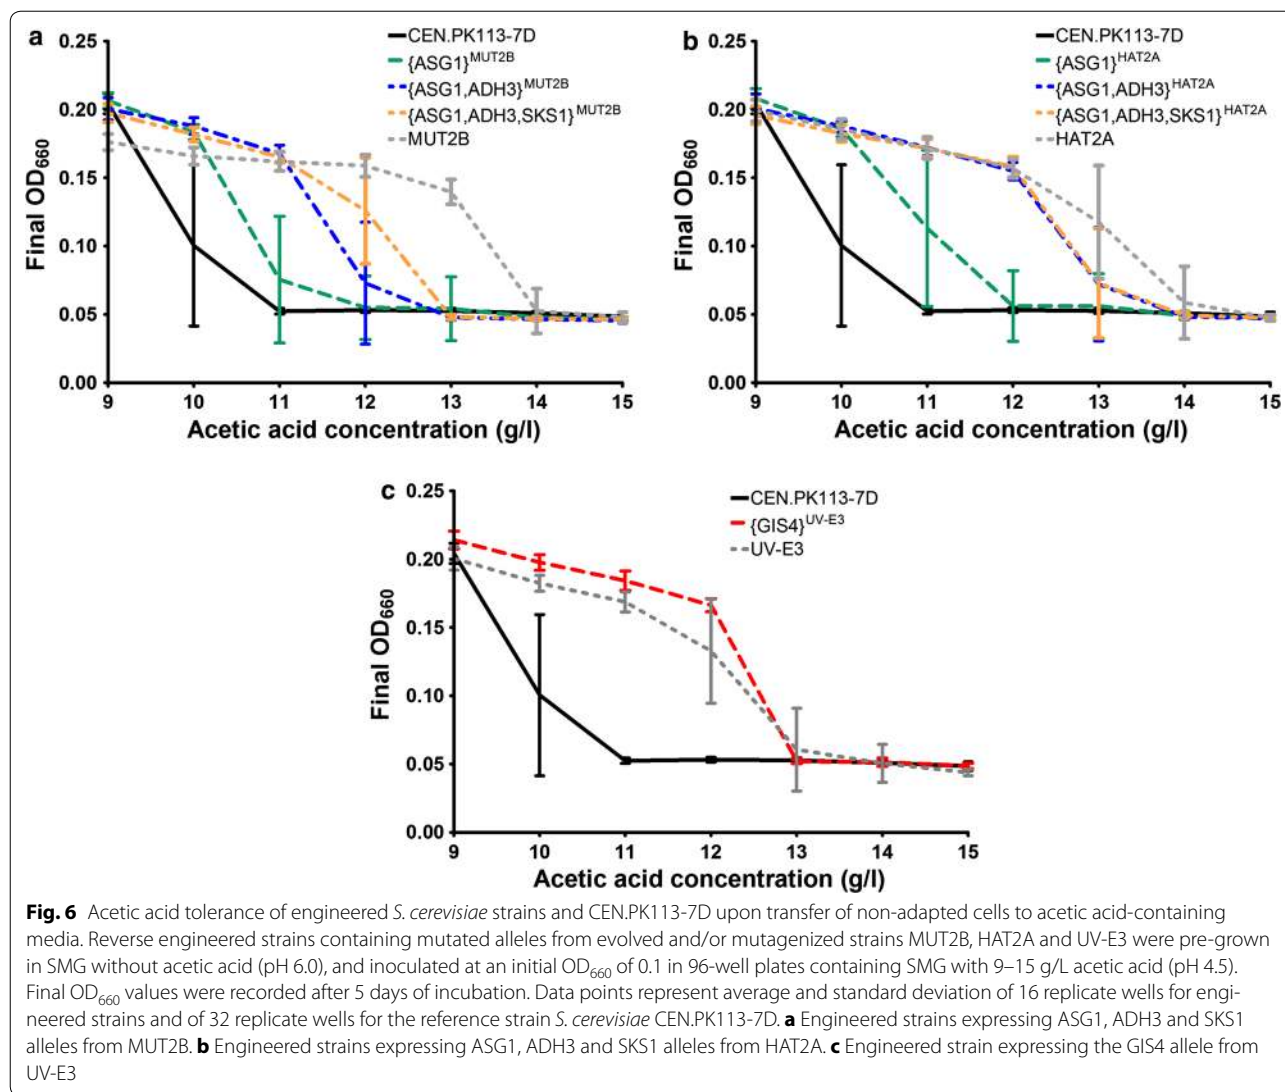 a
0.25
0.20
0.15
0.10
0.05
0.00
Final OD660
CEN.PK113-7D
{ASG1}MUT2B
{ASG1,ADH3}MUT2B
{ASG1,ADH3,SKS1}MUT2B
MUT2B
9 10 11 12 13 14 15
Acetic acid concentration (g/l)
b
0.25
0.20
0.15
0.10
0.05
0.00
Final OD660
CEN.PK113-7D
{ASG1}HAT2A
{ASG1,ADH3}HAT2A
{ASG1,ADH3,SKS1}HAT2A
HAT2A
9 10 11 12 13 14 15
Acetic acid concentration (g/l)
c
0.25
0.20
0.15
0.10
0.05
0.00
Final OD660
CEN.PK113-7D
{GIS4}UV-E3
UV-E3
9 10 11 12 13 14 15
Acetic acid concentration (g/l)
Fig. 6 Acetic acid tolerance of engineered S. cerevisiae strains and CEN.PK113-7D upon transfer of non-adapted cells to acetic acid-containing
media. Reverse engineered strains containing mutated alleles from evolved and/or mutagenized strains MUT2B, HAT2A and UV-E3 were pre-grown
in SMG without acetic acid (pH 6.0), and inoculated at an initial OD660 of 0.1 in 96-well plates containing SMG with 9–15 g/L acetic acid (pH 4.5).
Final OD660 values were recorded after 5 days of incubation. Data points represent average and standard deviation of 16 replicate wells for engi-
neered strains and of 32 replicate wells for the reference strain S. cerevisiae CEN.PK113-7D. a Engineered strains expressing ASG1, ADH3 and SKS1
alleles from MUT2B. b Engineered strains expressing ASG1, ADH3 and SKS1 alleles from HAT2A. c Engineered strain expressing the GIS4 allele from
UV-E3